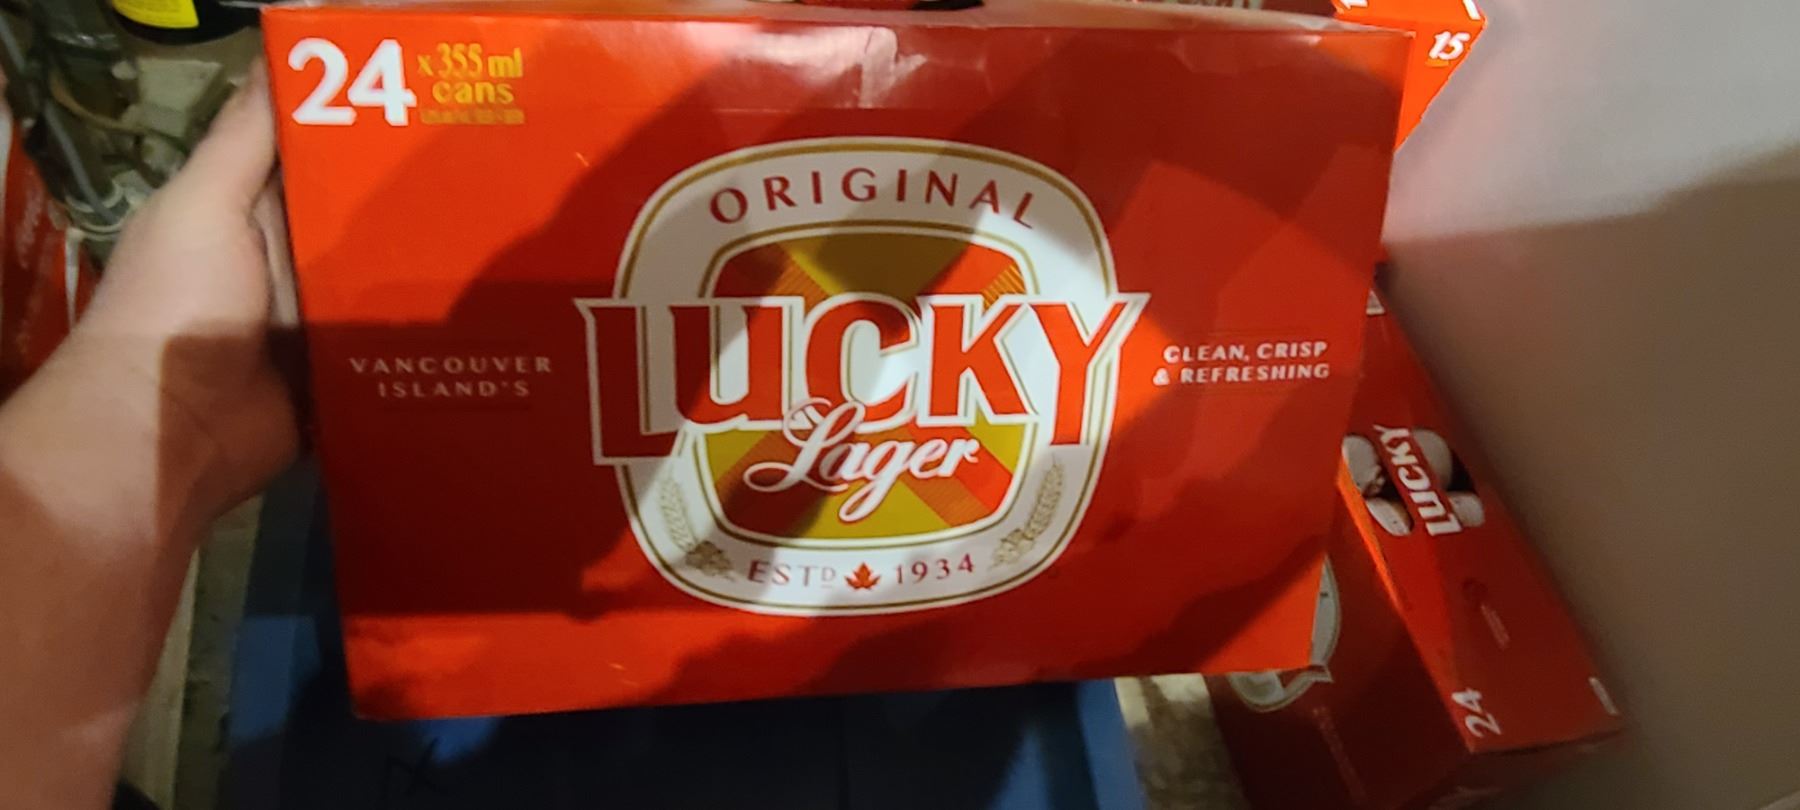 24 x 355 ml
cans
ORIGINAL
LUCKY
Lager
ESTD 1934
VANCOUVER
ISLAND'S
CLEAN, CRISP
& REFRESHING
15
LUCKY
24